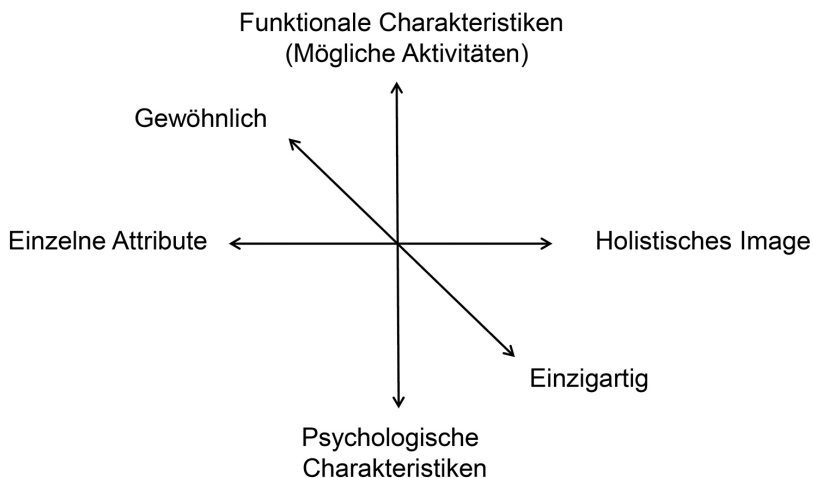 Funktionale Charakteristiken
(Mögliche Aktivitäten)
Gewöhnlich
Einzelne Attribute
Holistisches Image
Einzigartig
Psychologische
Charakteristiken